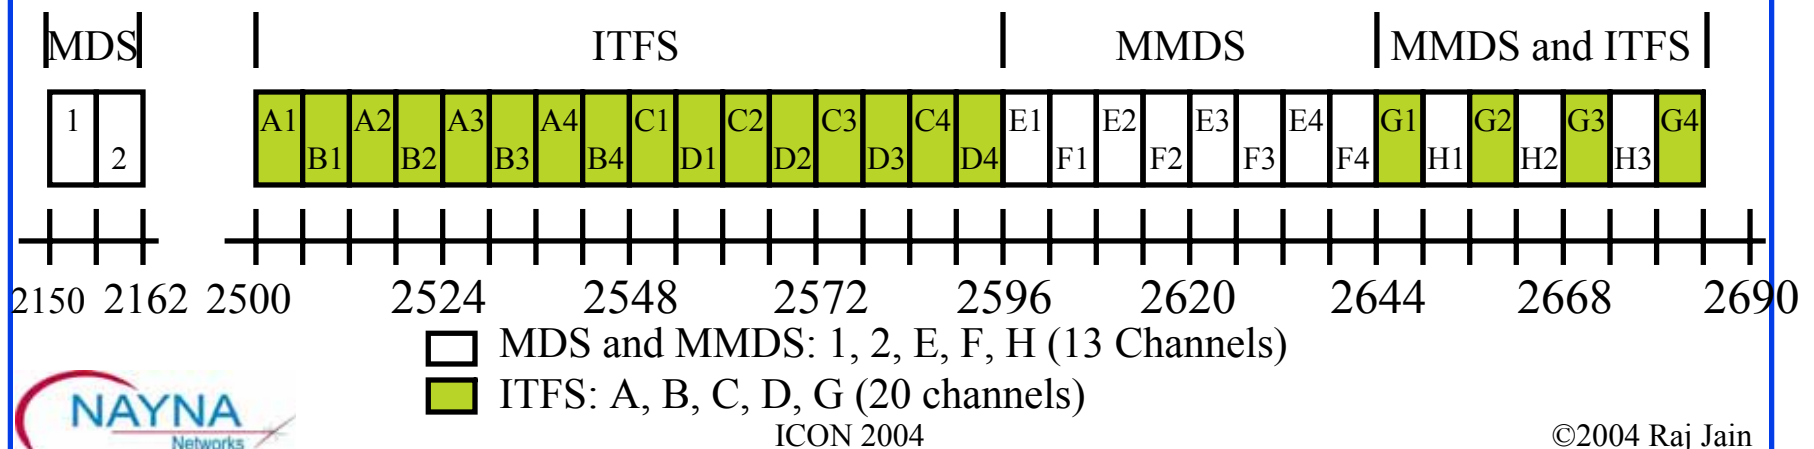 MDS ITFS MMDS MMDS and ITFS
1 A1 A2 A3 A4 C1 C2 C3 C4 E1 E2 E3 E4 G1 G2 G3 G4
2 B1 B2 B3 B4 D1 D2 D3 D4 F1 F2 F3 F4 H1 H2 H3
2150 2162 2500 2524 2548 2572 2596 2620 2644 2668 2690
MDS and MMDS: 1, 2, E, F, H (13 Channels)
ITFS: A, B, C, D, G (20 channels)
NAYNA
Networks
ICON 2004
©2004 Raj Jain